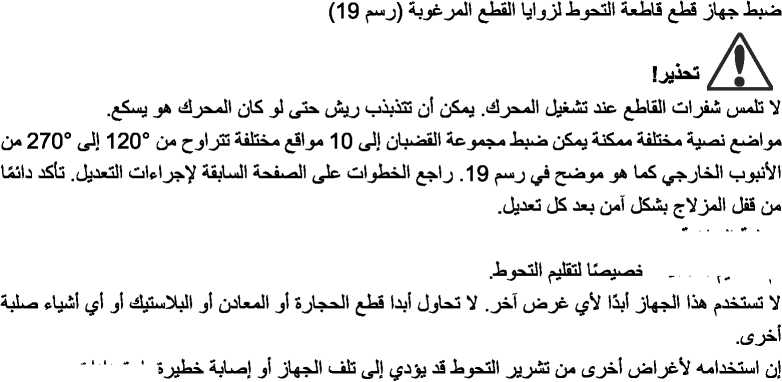 ضبط جهاز قطع قاطعة التحوط لزوايا القطع المرغوبة (رسم 19)
تحذير!
لا تلمس شفرات القاطع عند تشغيل المحرك. يمكن أن تتذبذب ريش حتى لو كان المحرك هو يسكع.
مواضع نصية مختلفة ممكنة يمكن ضبط مجموعة القضبان إلى 10 مواقع مختلفة تتراوح من °120 إلى °270 من
الأنبوب الخارجي كما هو موضح في رسم 19. راجع الخطوات على الصفحة السابقة لإجراءات التعديل. تأكد دائمًا
من قفل المزلاج بشكل آمن بعد كل تعديل.
خصيصًا لتقليم التحوط.
لا تستخدم هذا الجهاز أبدًا لأي غرض آخر. لا تحاول أبدا قطع الحجارة أو المعادن أو البلاستيك أو أي أشياء صلبة
أخرى.
إن استخدامه لأغراض أخرى من تشرير التحوط قد يؤدي إلى تلف الجهاز أو إصابة خطيرة